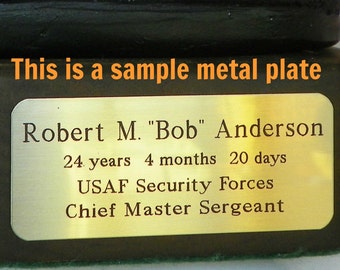 This is a sample metal plate
Robert M. "Bob" Anderson
24 years 4 months 20 days
USAF Security Forces
Chief Master Sergeant